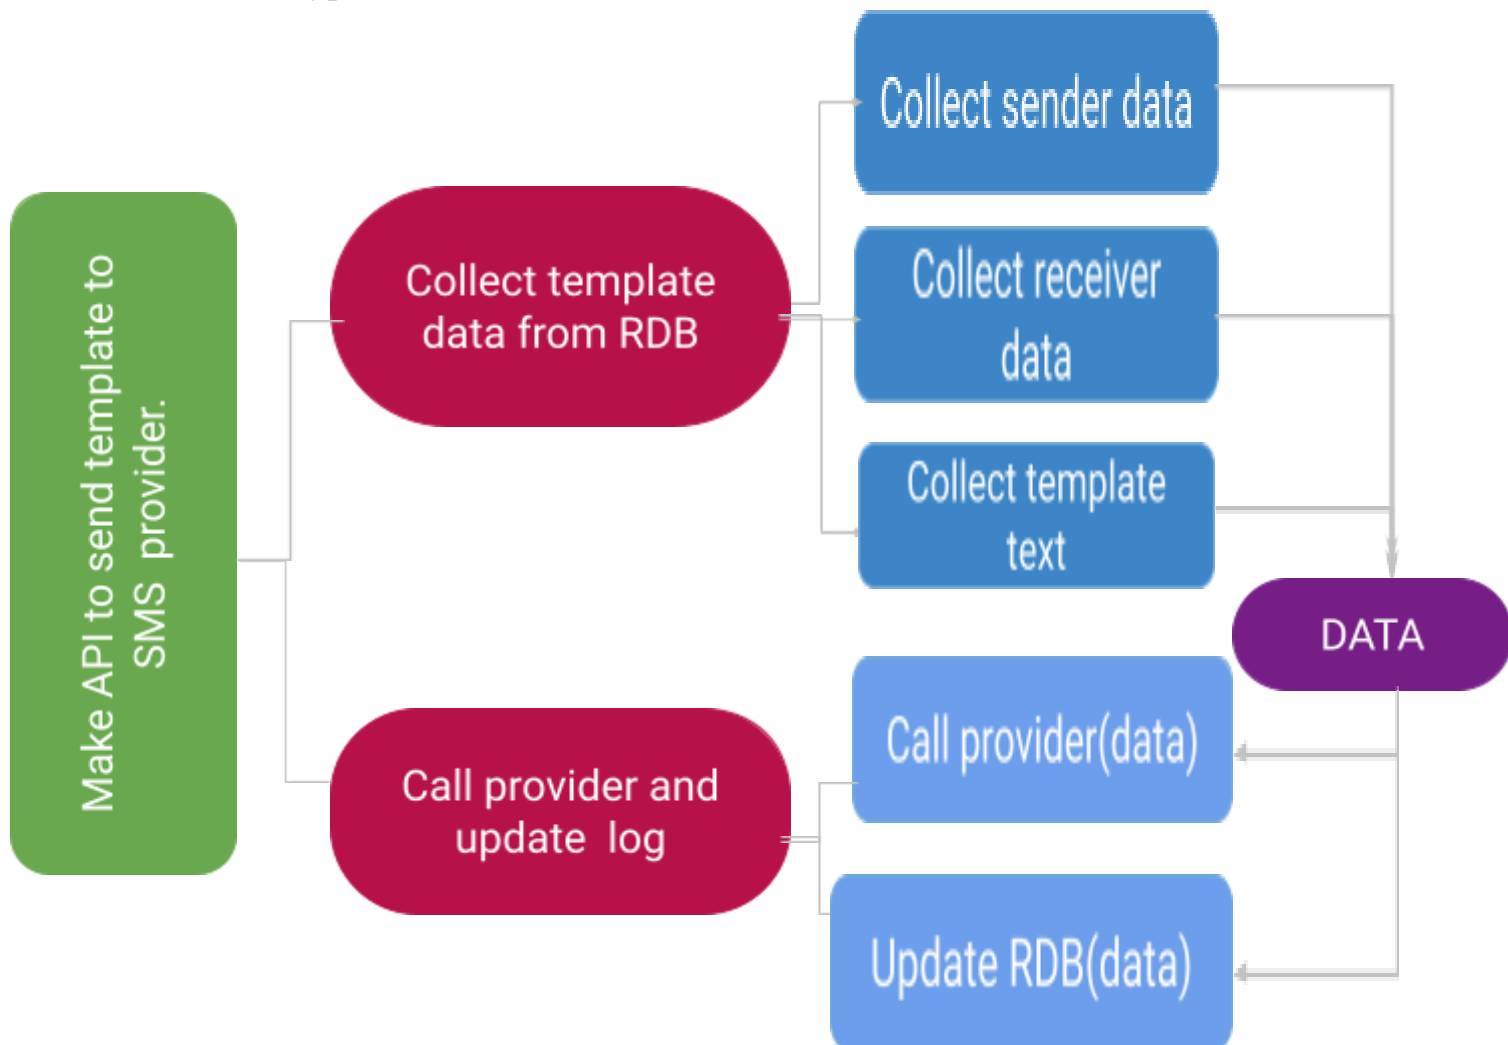 Make API to send template to
SMS  provider.
Collect template
data from RDB
Call provider and
update  log
Collect sender data
Collect receiver
data
Collect template
text
DATA
Call provider(data)
Update RDB(data)